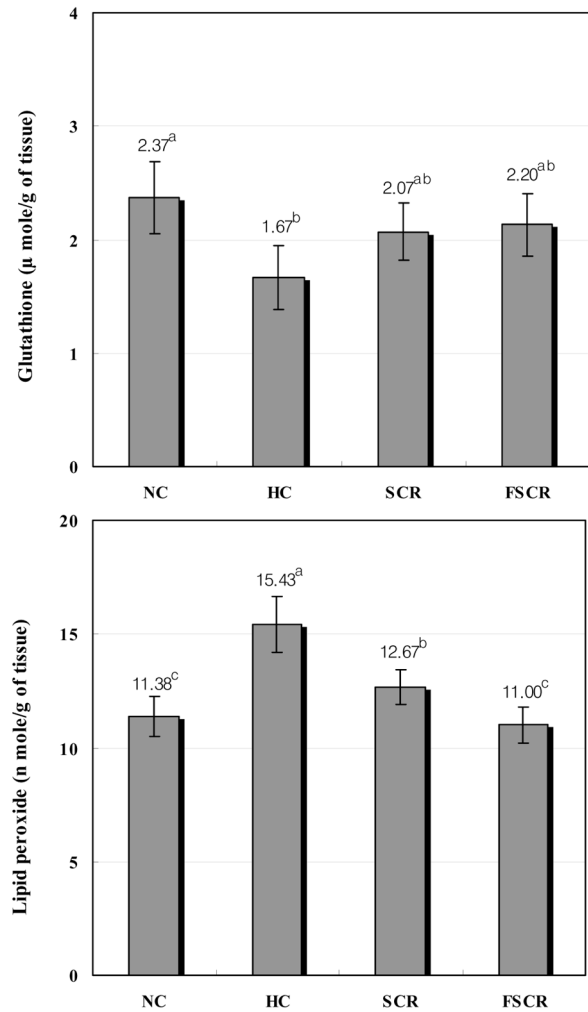 4
3
2
1
0
Glutathione (µ mole/g of tissue)
2.37ᵃ
1.67ᵇ
2.07ᵃᵇ
2.20ᵃᵇ
NC HC SCR FSCR
20
15
10
5
0
Lipid peroxide (n mole/g of tissue)
11.38ᶜ
15.43ᵃ
12.67ᵇ
11.00ᶜ
NC HC SCR FSCR